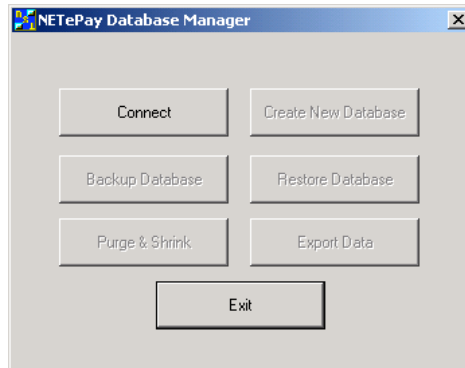 NETePay Database Manager
Connect
Create New Database
Backup Database
Restore Database
Purge & Shrink
Export Data
Exit